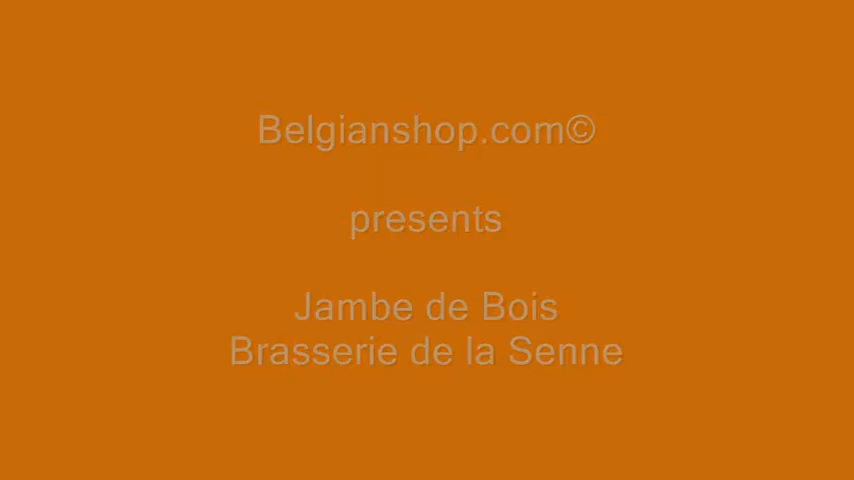 Belgianshop.com©
presents
Jambe de Bois
Brasserie de la Senne